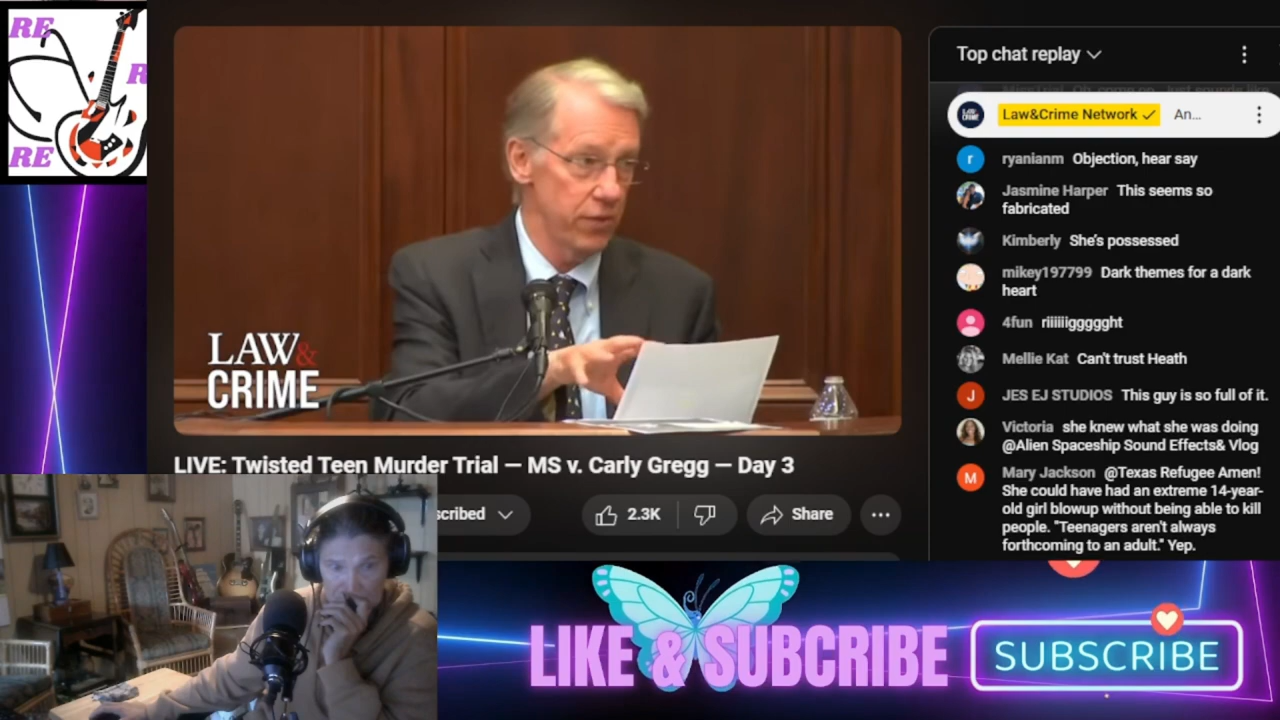 RE
RE
RE
LAW&
CRIME
LIVE: Twisted Teen Murder Trial — MS v. Carly Gregg — Day 3
scribed
2.3K
Share
Top chat replay
LAW&
CRIME
Law&Crime Network
An...
r
ryanianm Objection, hear say
Jasmine Harper This seems so
fabricated
Kimberly She's possessed
mikey197799 Dark themes for a dark
heart
4fun riiiiiiggggght
Mellie Kat Can't trust Heath
J
JES EJ STUDIOS This guy is so full of it.
Victoria she knew what she was doing
@Alien Spaceship Sound Effects& Vlog
M
Mary Jackson @Texas Refugee Amen!
She could have had an extreme 14-year-
old girl blowup without being able to kill
people. "Teenagers aren't always
forthcoming to an adult." Yep.
LIKE & SUBCRIBE
SUBSCRIBE